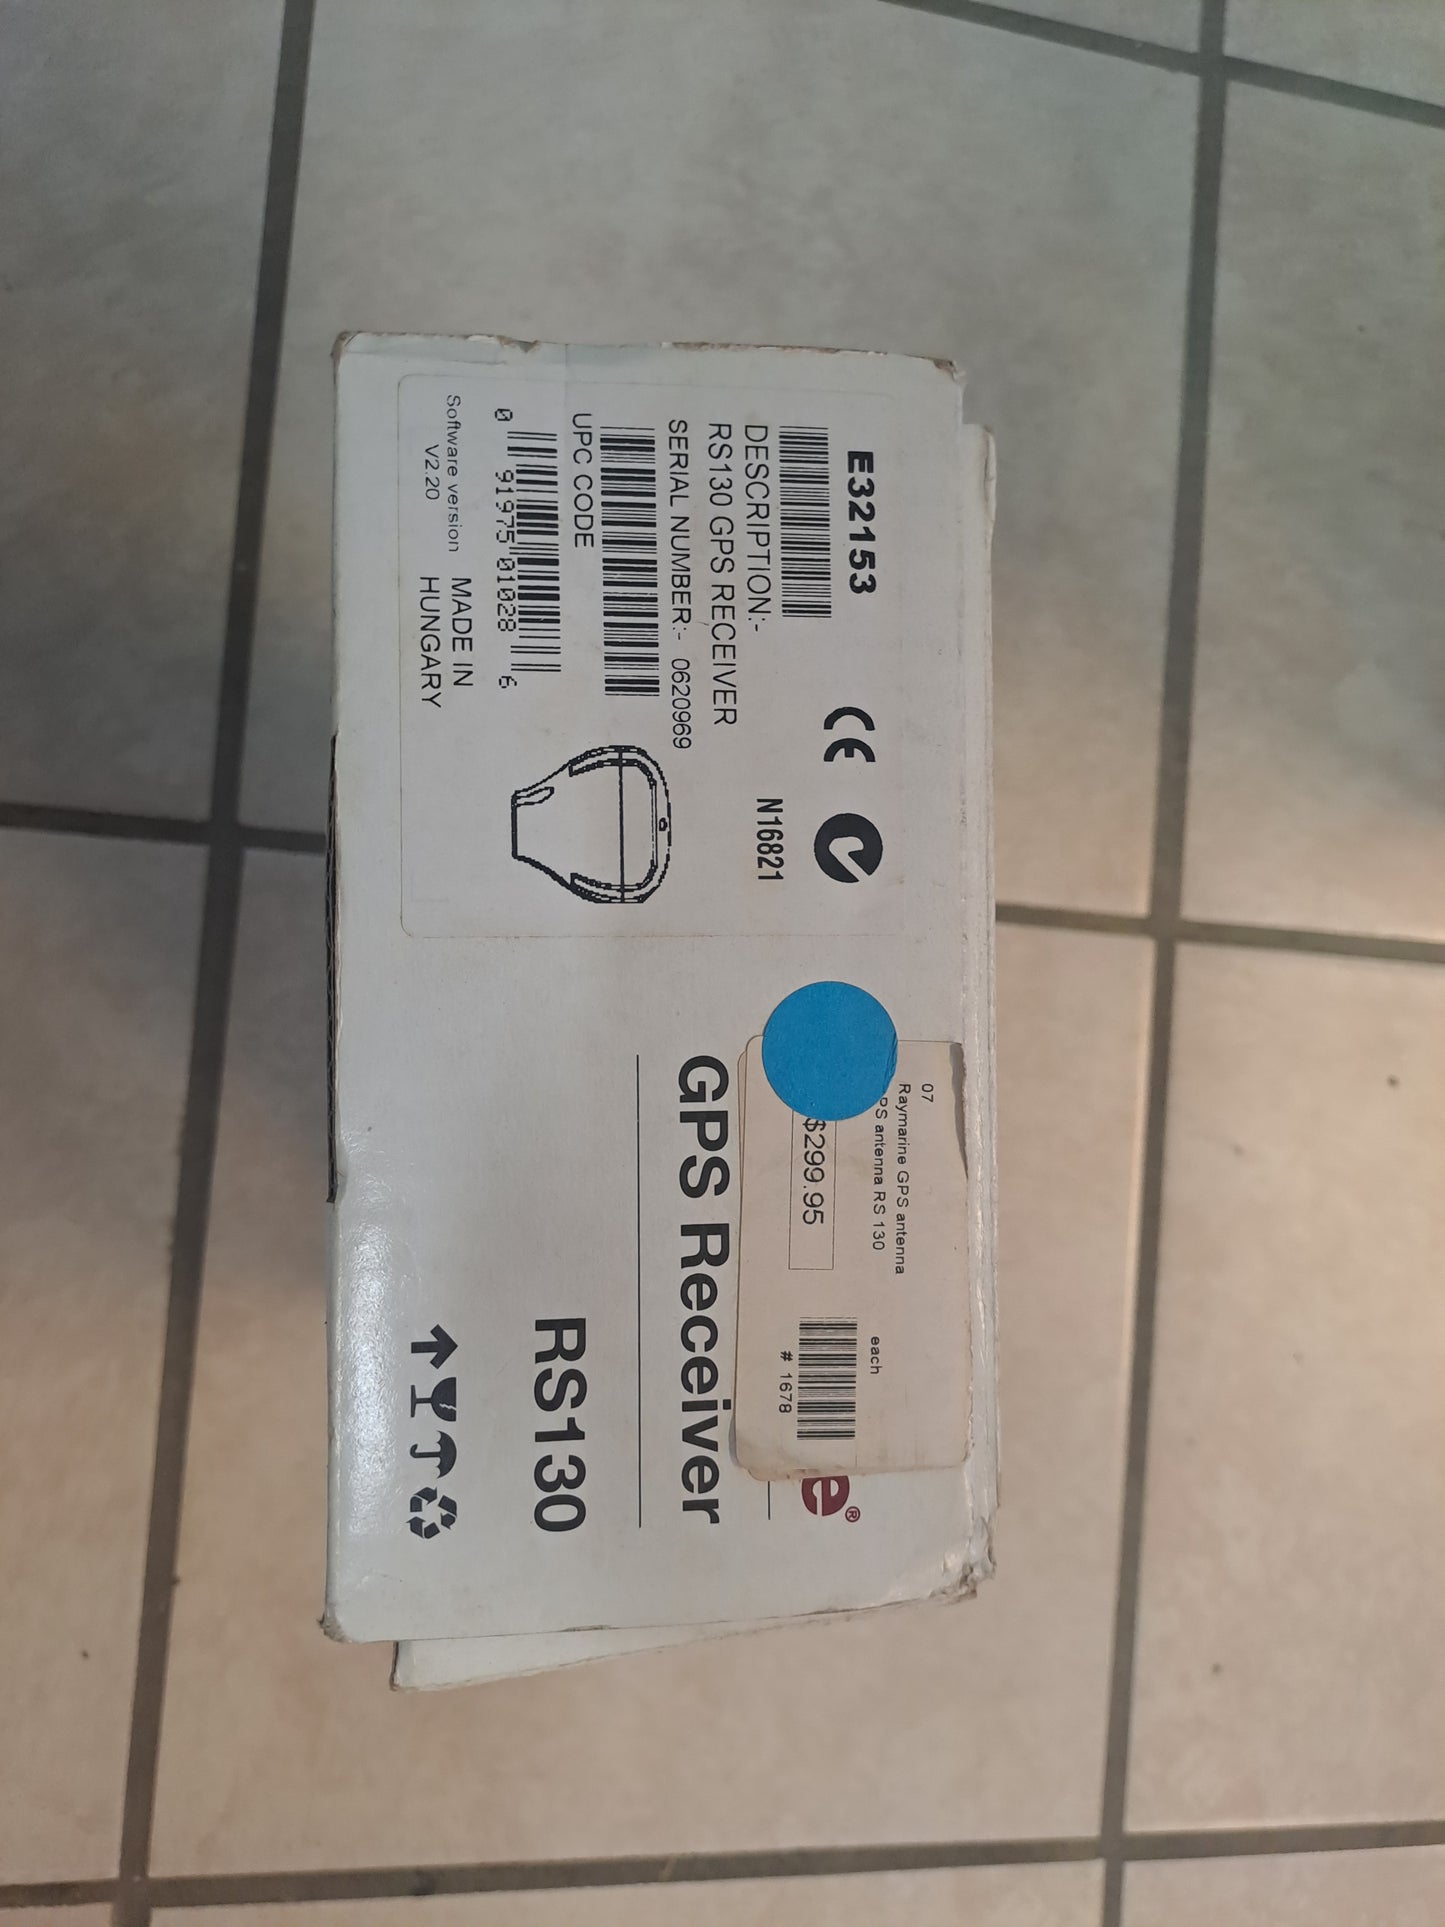 E32153
DESCRIPTION:-
RS130 GPS RECEIVER
SERIAL NUMBER:- 0620969
UPC CODE
0 91975 01028 6
Software version
V2.20
MADE IN
HUNGARY
CE
N16821
07
Raymarine GPS antenna
PS antenna RS 130
each
$299.95
# 1678
e®
GPS Receiver
RS130